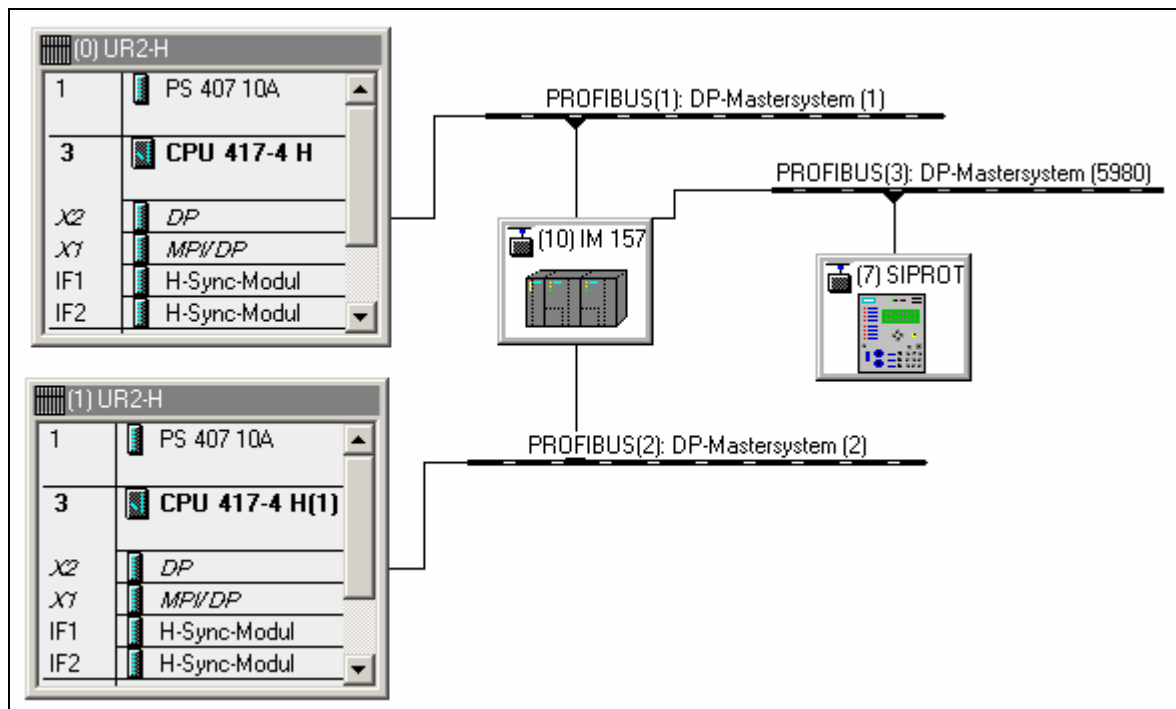 (0) UR2-H
1 PS 407 10A
3 CPU 417-4 H
X2 DP
X1 MPI/DP
IF1 H-Sync-Modul
IF2 H-Sync-Modul
PROFIBUS(1): DP-Mastersystem (1)
PROFIBUS(3): DP-Mastersystem (5980)
(10) IM 157
(7) SIPROT
(1) UR2-H
1 PS 407 10A
3 CPU 417-4 H(1)
X2 DP
X1 MPI/DP
IF1 H-Sync-Modul
IF2 H-Sync-Modul
PROFIBUS(2): DP-Mastersystem (2)